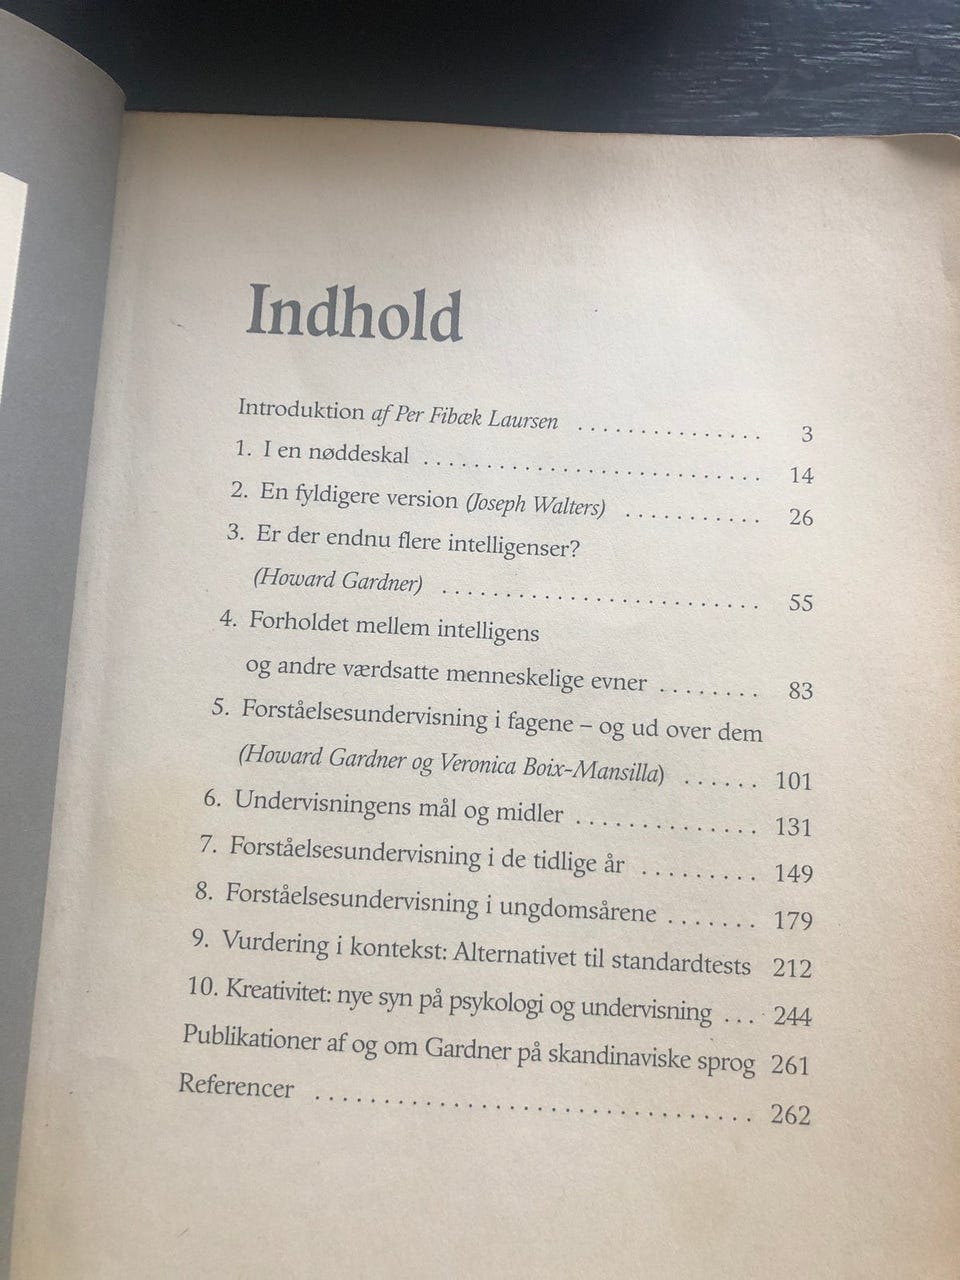 Indhold
Introduktion af Per Fibæk Laursen ............... 3
1. I en nøddeskal ........................... 14
2. En fyldigere version (Joseph Walters) ........... 26
3. Er der endnu flere intelligenser?
(Howard Gardner) ......................... 55
4. Forholdet mellem intelligens
og andre værdsatte menneskelige evner ........ 83
5. Forståelsesundervisning i fagene – og ud over dem
(Howard Gardner og Veronica Boix-Mansilla) ...... 101
6. Undervisningens mål og midler .............. 131
7. Forståelsesundervisning i de tidlige år ......... 149
8. Forståelsesundervisning i ungdomsårene ....... 179
9. Vurdering i kontekst: Alternativet til standardtests 212
10. Kreativitet: nye syn på psykologi og undervisning ... 244
Publikationer af og om Gardner på skandinaviske sprog 261
Referencer .................................. 262